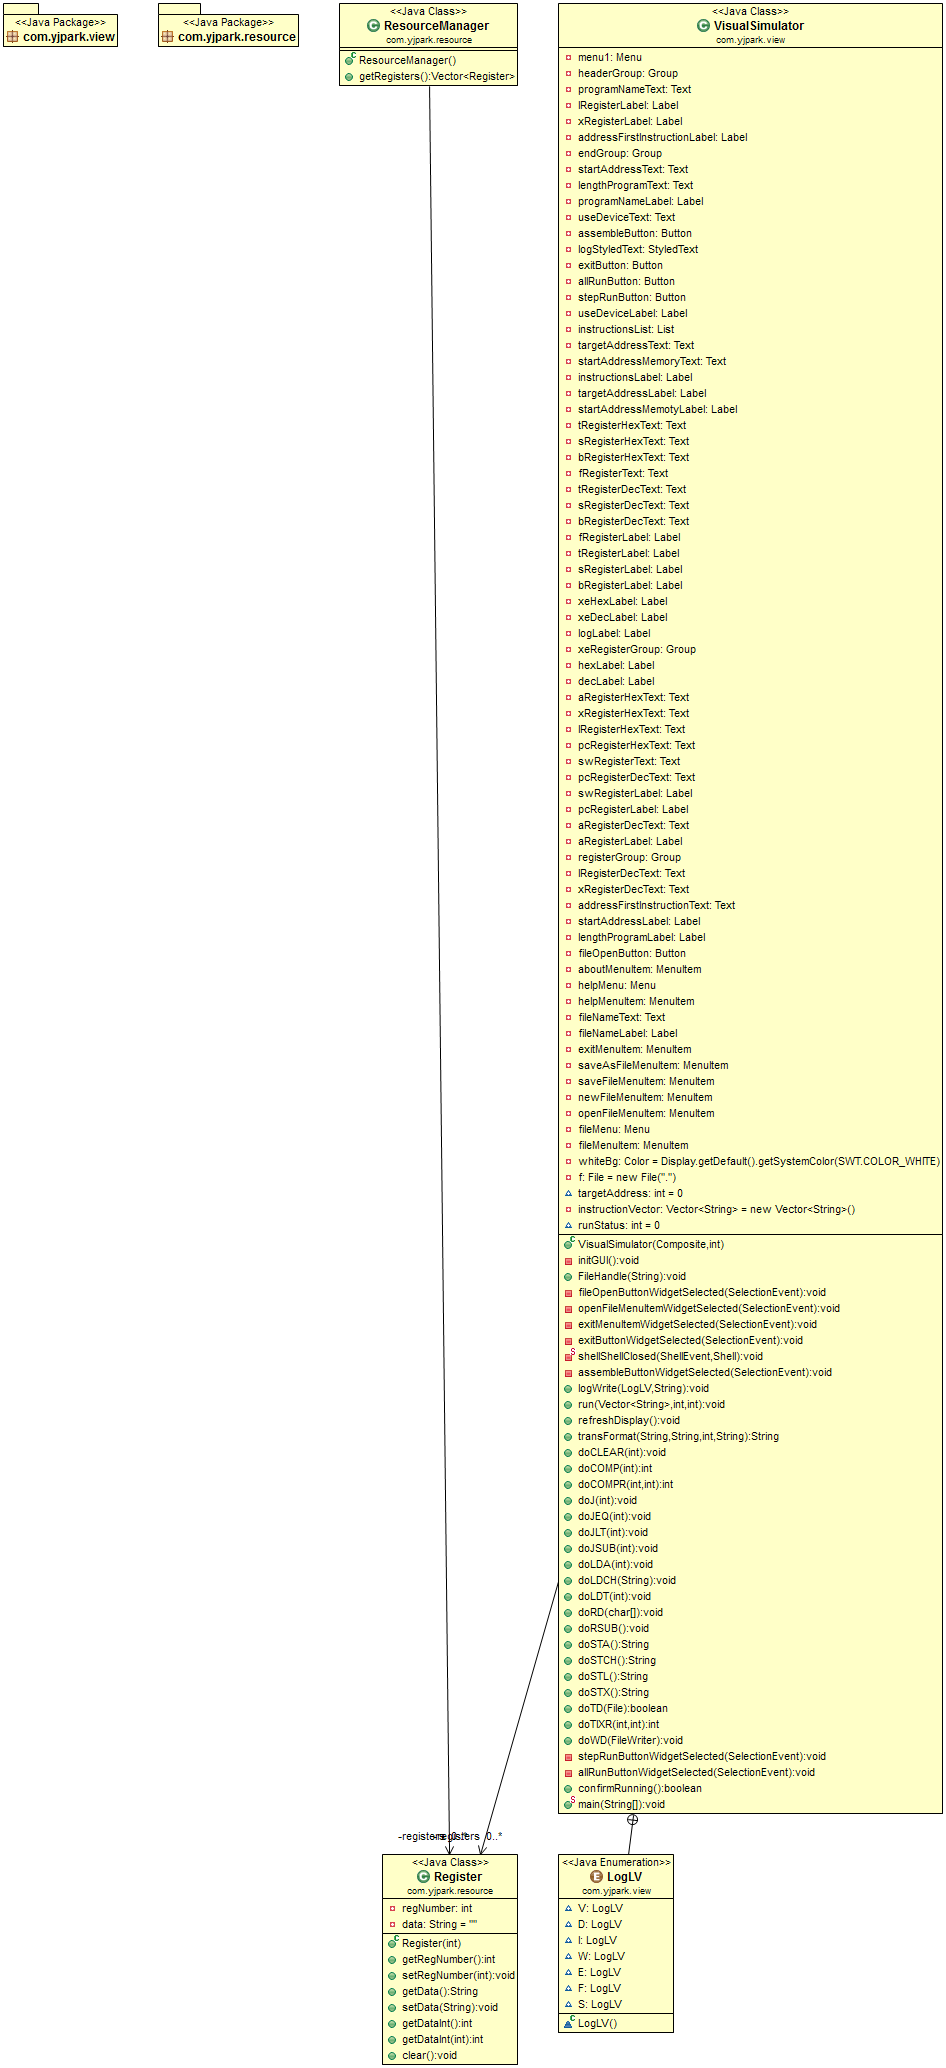 <<Java Package>>
com.yjpark.view
<<Java Package>>
com.yjpark.resource
<<Java Class>>
ResourceManager
com.yjpark.resource
ResourceManager()
getRegisters():Vector<Register>
<<Java Class>>
VisualSimulator
com.yjpark.view
menu1: Menu
headerGroup: Group
programNameText: Text
lRegisterLabel: Label
xRegisterLabel: Label
addressFirstInstructionLabel: Label
endGroup: Group
startAddressText: Text
lengthProgramText: Text
programNameLabel: Label
useDeviceText: Text
assembleButton: Button
logStyledText: StyledText
exitButton: Button
allRunButton: Button
stepRunButton: Button
useDeviceLabel: Label
instructionsList: List
targetAddressText: Text
startAddressMemoryText: Text
instructionsLabel: Label
targetAddressLabel: Label
startAddressMemotyLabel: Label
tRegisterHexText: Text
sRegisterHexText: Text
bRegisterHexText: Text
fRegisterText: Text
tRegisterDecText: Text
sRegisterDecText: Text
bRegisterDecText: Text
fRegisterLabel: Label
tRegisterLabel: Label
sRegisterLabel: Label
bRegisterLabel: Label
xeHexLabel: Label
xeDecLabel: Label
logLabel: Label
xeRegisterGroup: Group
hexLabel: Label
decLabel: Label
aRegisterHexText: Text
xRegisterHexText: Text
lRegisterHexText: Text
pcRegisterHexText: Text
swRegisterText: Text
pcRegisterDecText: Text
swRegisterLabel: Label
pcRegisterLabel: Label
aRegisterDecText: Text
aRegisterLabel: Label
registerGroup: Group
lRegisterDecText: Text
xRegisterDecText: Text
addressFirstInstructionText: Text
startAddressLabel: Label
lengthProgramLabel: Label
fileOpenButton: Button
aboutMenuItem: MenuItem
helpMenu: Menu
helpMenuItem: MenuItem
fileNameText: Text
fileNameLabel: Label
exitMenuItem: MenuItem
saveAsFileMenuItem: MenuItem
saveFileMenuItem: MenuItem
newFileMenuItem: MenuItem
openFileMenuItem: MenuItem
fileMenu: Menu
fileMenuItem: MenuItem
whiteBg: Color = Display.getDefault().getSystemColor(SWT.COLOR_WHITE)
f: File = new File(".")
targetAddress: int = 0
instructionVector: Vector<String> = new Vector<String>()
runStatus: int = 0
VisualSimulator(Composite,int)
initGUI():void
FileHandle(String):void
fileOpenButtonWidgetSelected(SelectionEvent):void
openFileMenuItemWidgetSelected(SelectionEvent):void
exitMenuItemWidgetSelected(SelectionEvent):void
exitButtonWidgetSelected(SelectionEvent):void
shellShellClosed(ShellEvent,Shell):void
assembleButtonWidgetSelected(SelectionEvent):void
logWrite(LogLV,String):void
run(Vector<String>,int,int):void
refreshDisplay():void
transFormat(String,String,int,String):String
doCLEAR(int):void
doCOMP(int):int
doCOMPR(int,int):int
doJ(int):void
doJEQ(int):void
doJLT(int):void
doJSUB(int):void
doLDA(int):void
doLDCH(String):void
doLDT(int):void
doRD(char[]):void
doRSUB():void
doSTA():String
doSTCH():String
doSTL():String
doSTX():String
doTD(File):boolean
doTIXR(int,int):int
doWD(FileWriter):void
stepRunButtonWidgetSelected(SelectionEvent):void
allRunButtonWidgetSelected(SelectionEvent):void
confirmRunning():boolean
main(String[]):void
-registers 0..*
-registers 0..*
<<Java Class>>
Register
com.yjpark.resource
regNumber: int
data: String = ""
Register(int)
getRegNumber():int
setRegNumber(int):void
getData():String
setData(String):void
getDataInt():int
getDataInt(int):int
clear():void
<<Java Enumeration>>
LogLV
com.yjpark.view
V: LogLV
D: LogLV
I: LogLV
W: LogLV
E: LogLV
F: LogLV
S: LogLV
LogLV()